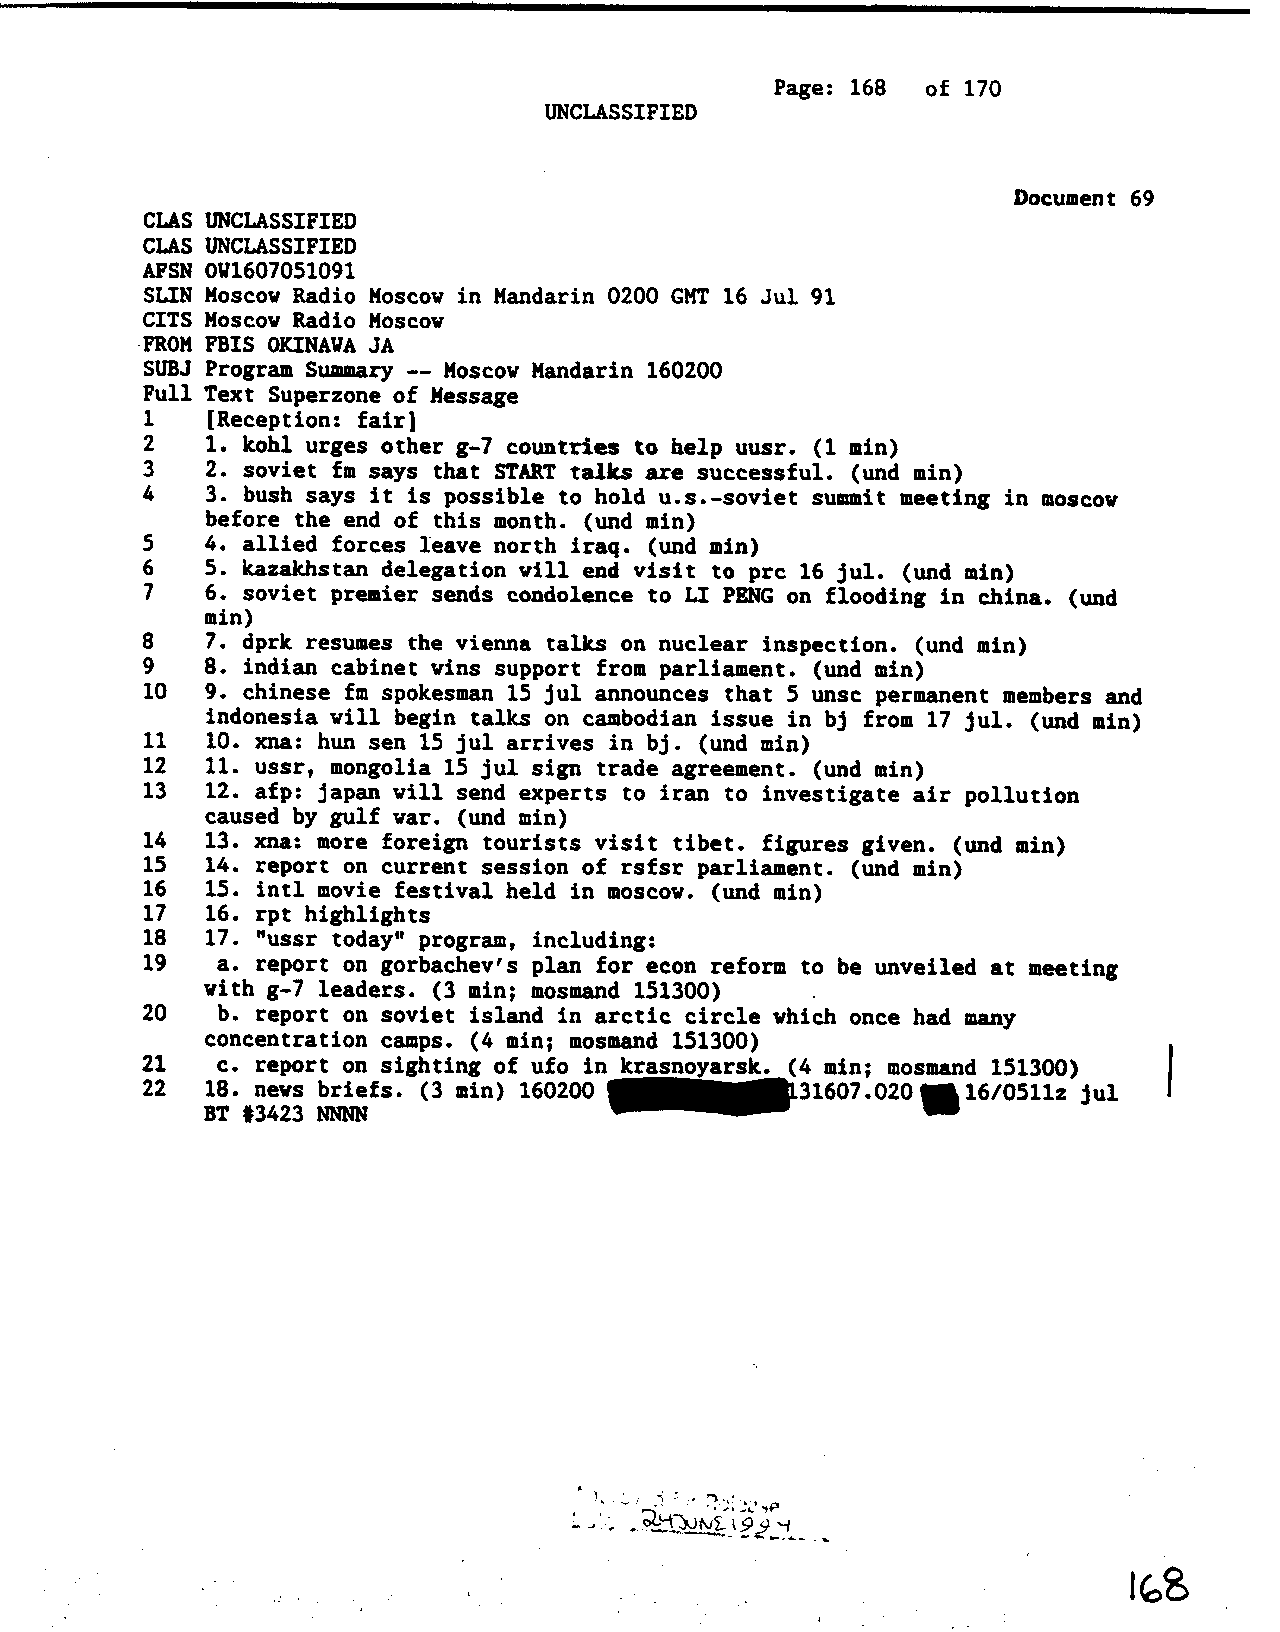 Page: 168 of 170
UNCLASSIFIED
Document 69
CLAS UNCLASSIFIED
CLAS UNCLASSIFIED
AFSN OW1607051091
SLIN Moscow Radio Moscow in Mandarin 0200 GMT 16 Jul 91
CITS Moscow Radio Moscow
FROM FBIS OKINAWA JA
SUBJ Program Summary -- Moscow Mandarin 160200
Full Text Superzone of Message
1 [Reception: fair]
2 1. kohl urges other g-7 countries to help uusr. (1 min)
3 2. soviet fm says that START talks are successful. (und min)
4 3. bush says it is possible to hold u.s.-soviet summit meeting in moscow
before the end of this month. (und min)
5 4. allied forces leave north iraq. (und min)
6 5. kazakhstan delegation will end visit to prc 16 jul. (und min)
7 6. soviet premier sends condolence to LI PENG on flooding in china. (und
min)
8 7. dprk resumes the vienna talks on nuclear inspection. (und min)
9 8. indian cabinet wins support from parliament. (und min)
10 9. chinese fm spokesman 15 jul announces that 5 unsc permanent members and
indonesia will begin talks on cambodian issue in bj from 17 jul. (und min)
11 10. xna: hun sen 15 jul arrives in bj. (und min)
12 11. ussr, mongolia 15 jul sign trade agreement. (und min)
13 12. afp: japan will send experts to iran to investigate air pollution
caused by gulf war. (und min)
14 13. xna: more foreign tourists visit tibet. figures given. (und min)
15 14. report on current session of rsfsr parliament. (und min)
16 15. intl movie festival held in moscow. (und min)
17 16. rpt highlights
18 17. "ussr today" program, including:
19 a. report on gorbachev's plan for econ reform to be unveiled at meeting
with g-7 leaders. (3 min; mosmand 151300)
20 b. report on soviet island in arctic circle which once had many
concentration camps. (4 min; mosmand 151300)
21 c. report on sighting of ufo in krasnoyarsk. (4 min; mosmand 151300)
22 18. news briefs. (3 min) 160200 131607.020 16/0511z jul
BT #3423 NNNN
Release
24 JUNE 1994
168